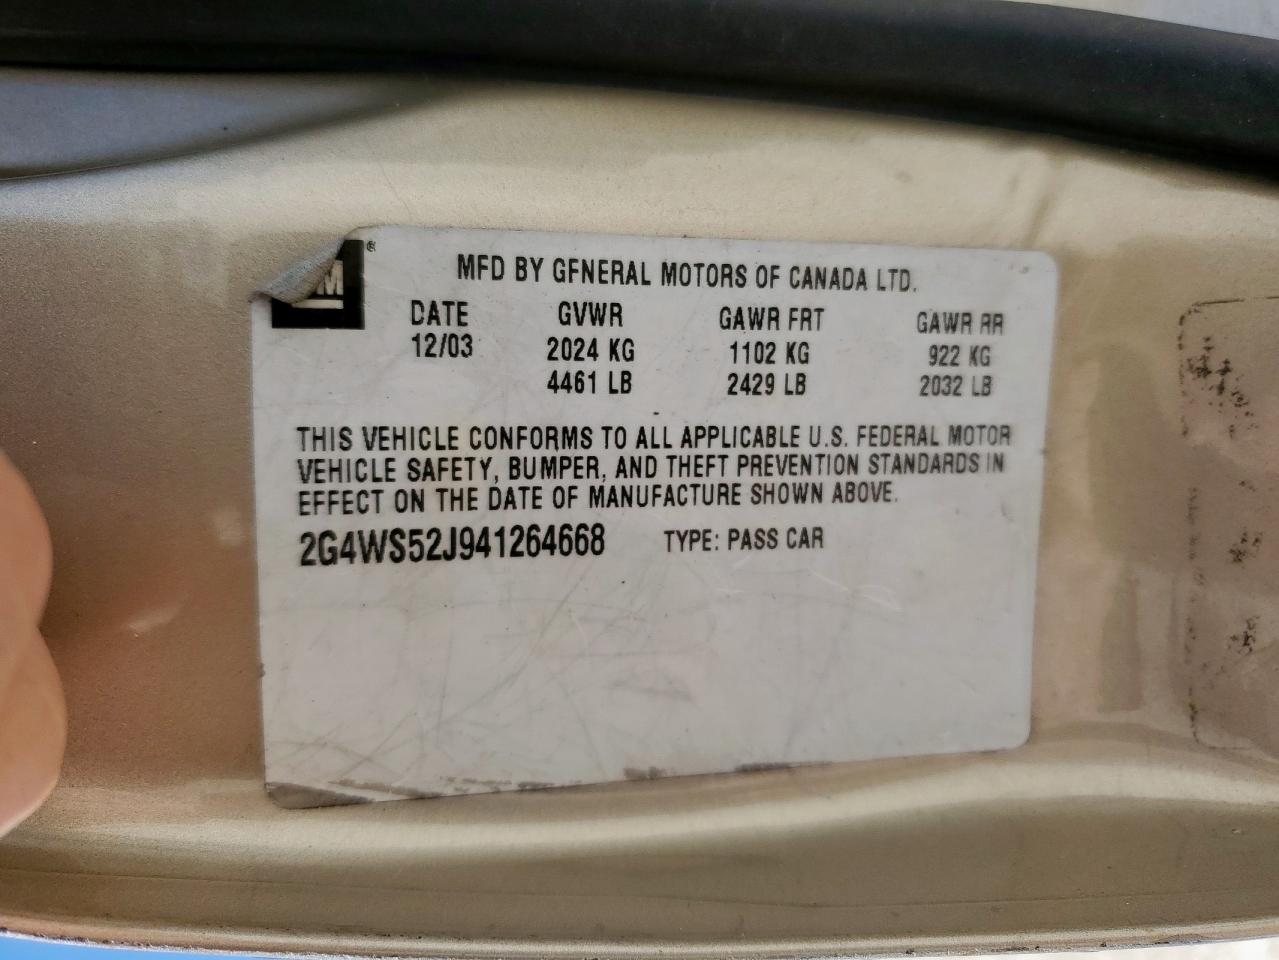 M ®
MFD BY GFNERAL MOTORS OF CANADA LTD.
DATE GVWR GAWR FRT GAWR RR
12/03 2024 KG 1102 KG 922 KG
4461 LB 2429 LB 2032 LB
THIS VEHICLE CONFORMS TO ALL APPLICABLE U.S. FEDERAL MOTOR
VEHICLE SAFETY, BUMPER, AND THEFT PREVENTION STANDARDS IN
EFFECT ON THE DATE OF MANUFACTURE SHOWN ABOVE.
2G4WS52J941264668 TYPE: PASS CAR